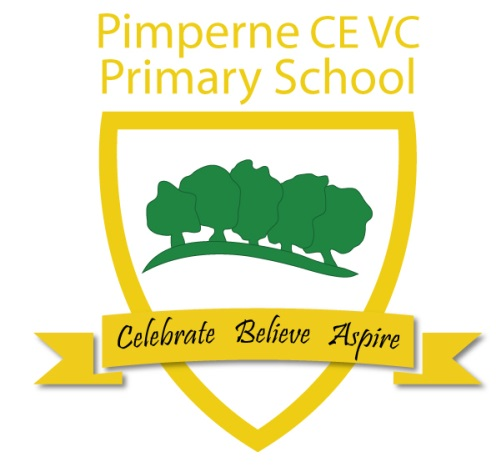 Pimperne CE VC
Primary School
Celebrate Believe Aspire